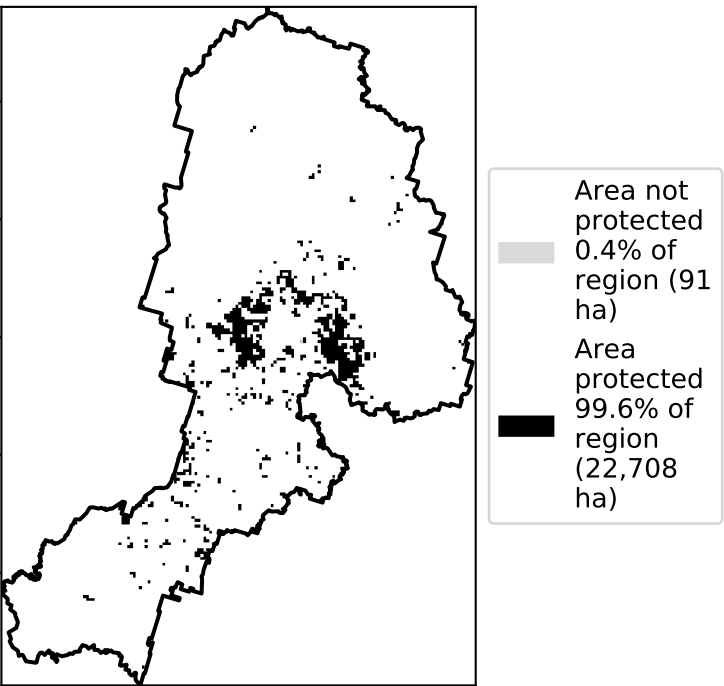 Area not
protected
0.4% of
region (91
ha)
Area
protected
99.6% of
region
(22,708
ha)